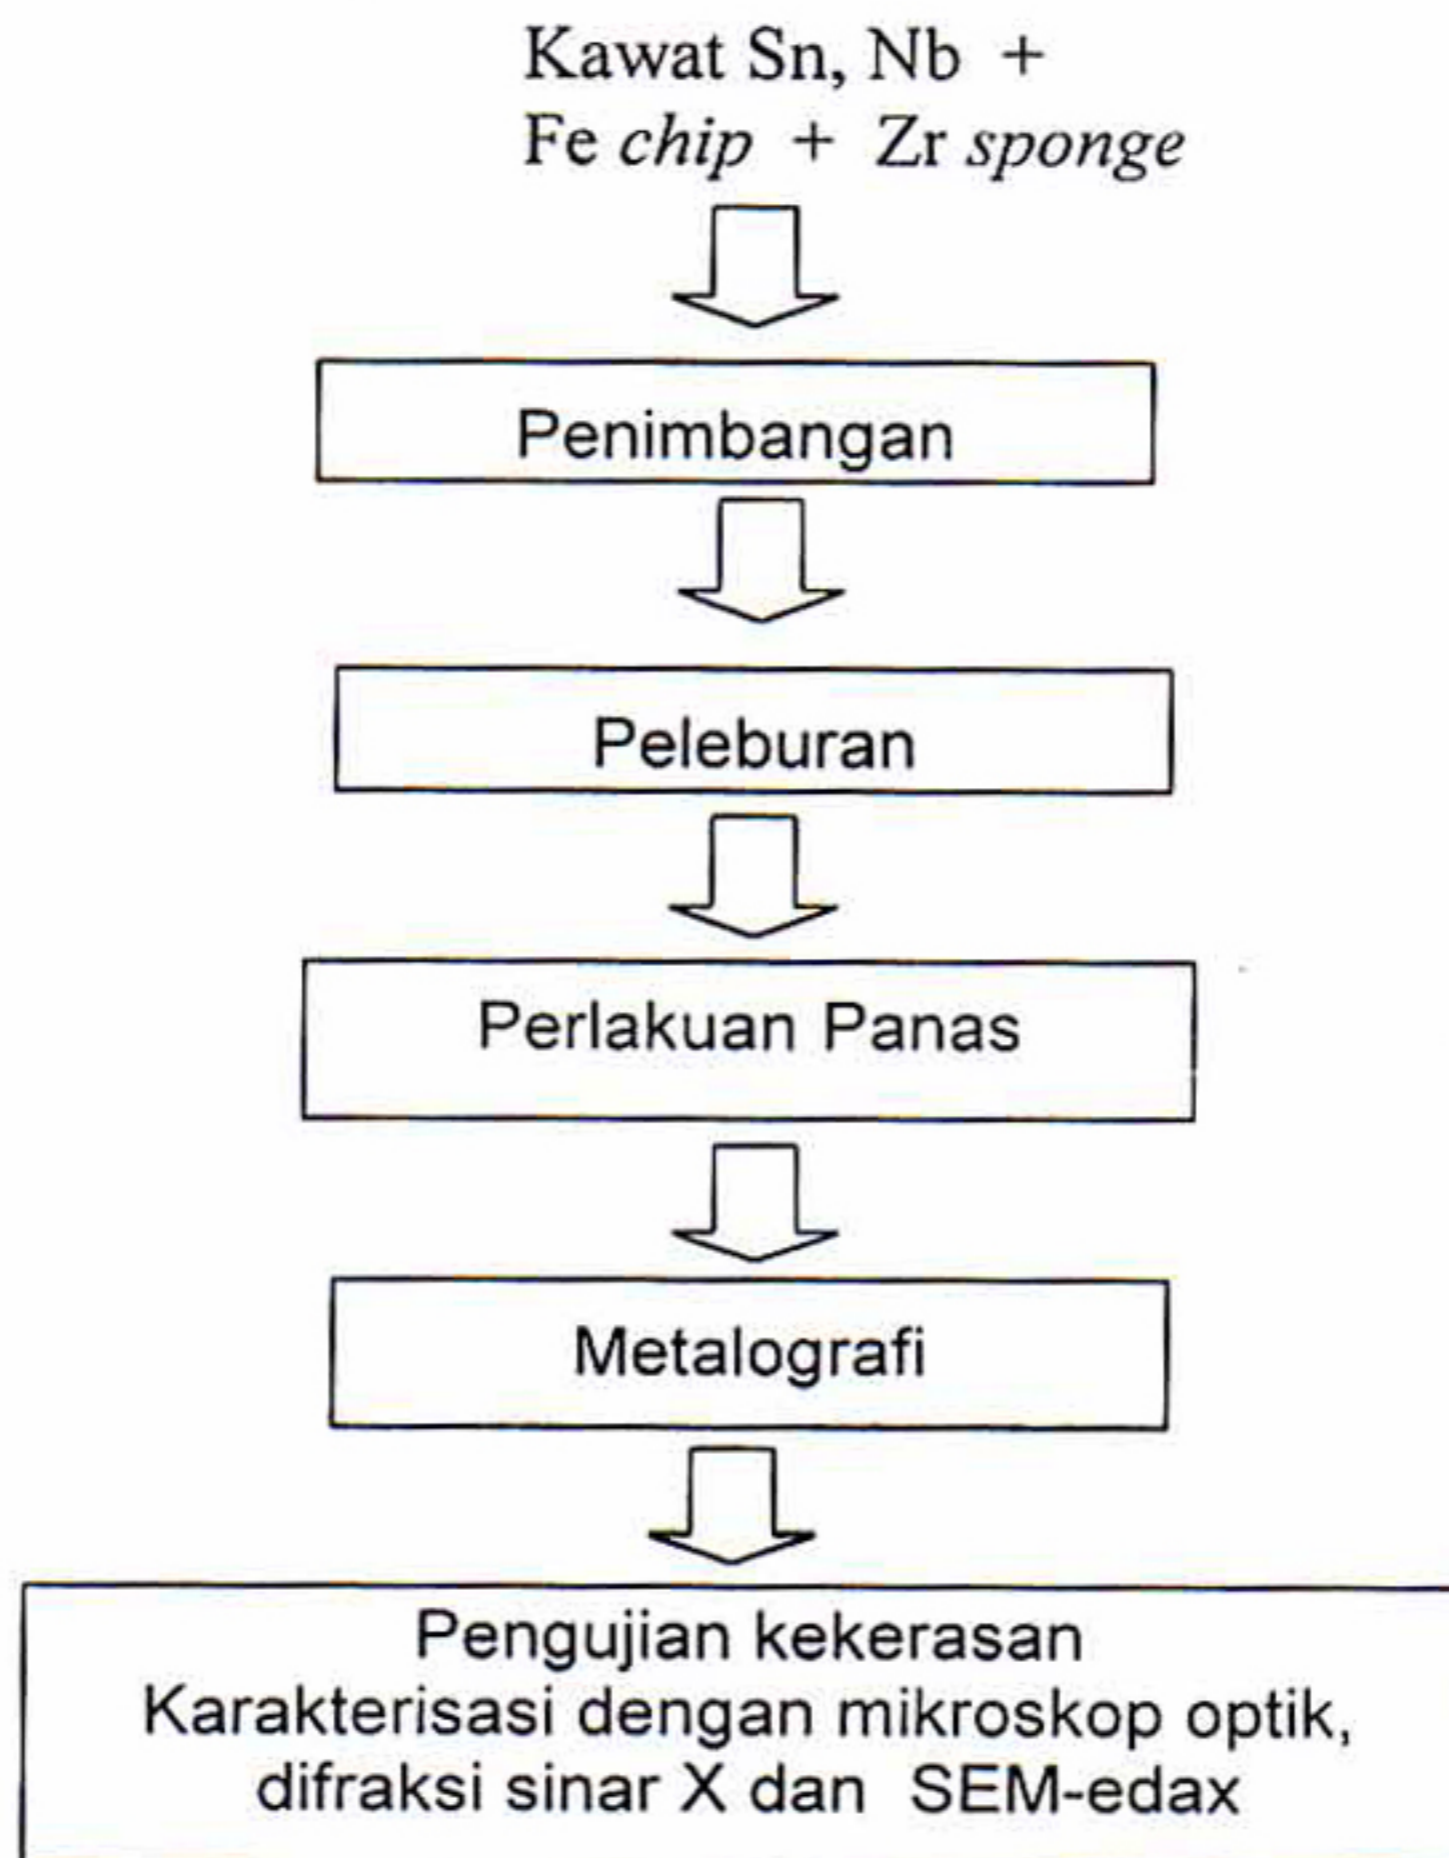 Kawat Sn, Nb +
Fe chip + Zr sponge
Penimbangan
Peleburan
Perlakuan Panas
Metalografi
Pengujian kekerasan
Karakterisasi dengan mikroskop optik,
difraksi sinar X dan SEM-edax